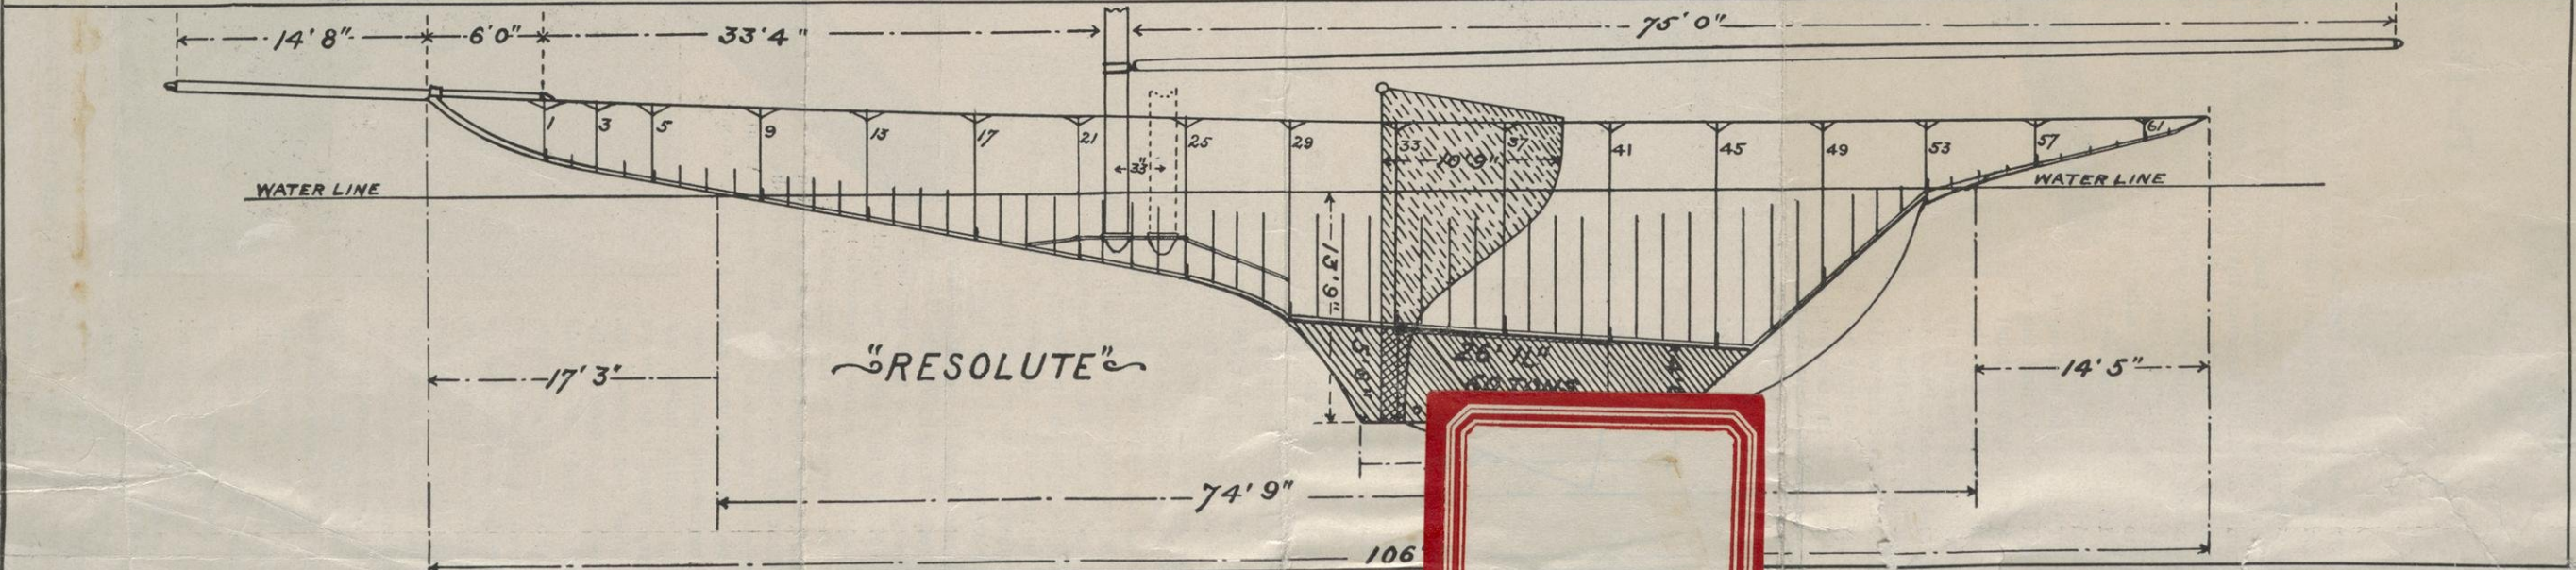 14' 8"
6' 0"
33' 4"
75' 0"
1 3 5 9 13 17 21 25 29 33 37 41 45 49 53 57 61
33"
10' 9"
WATER LINE
WATER LINE
13' 9"
"RESOLUTE"
26' 11"
60 TONS
17' 3"
14' 5"
74' 9"
106'